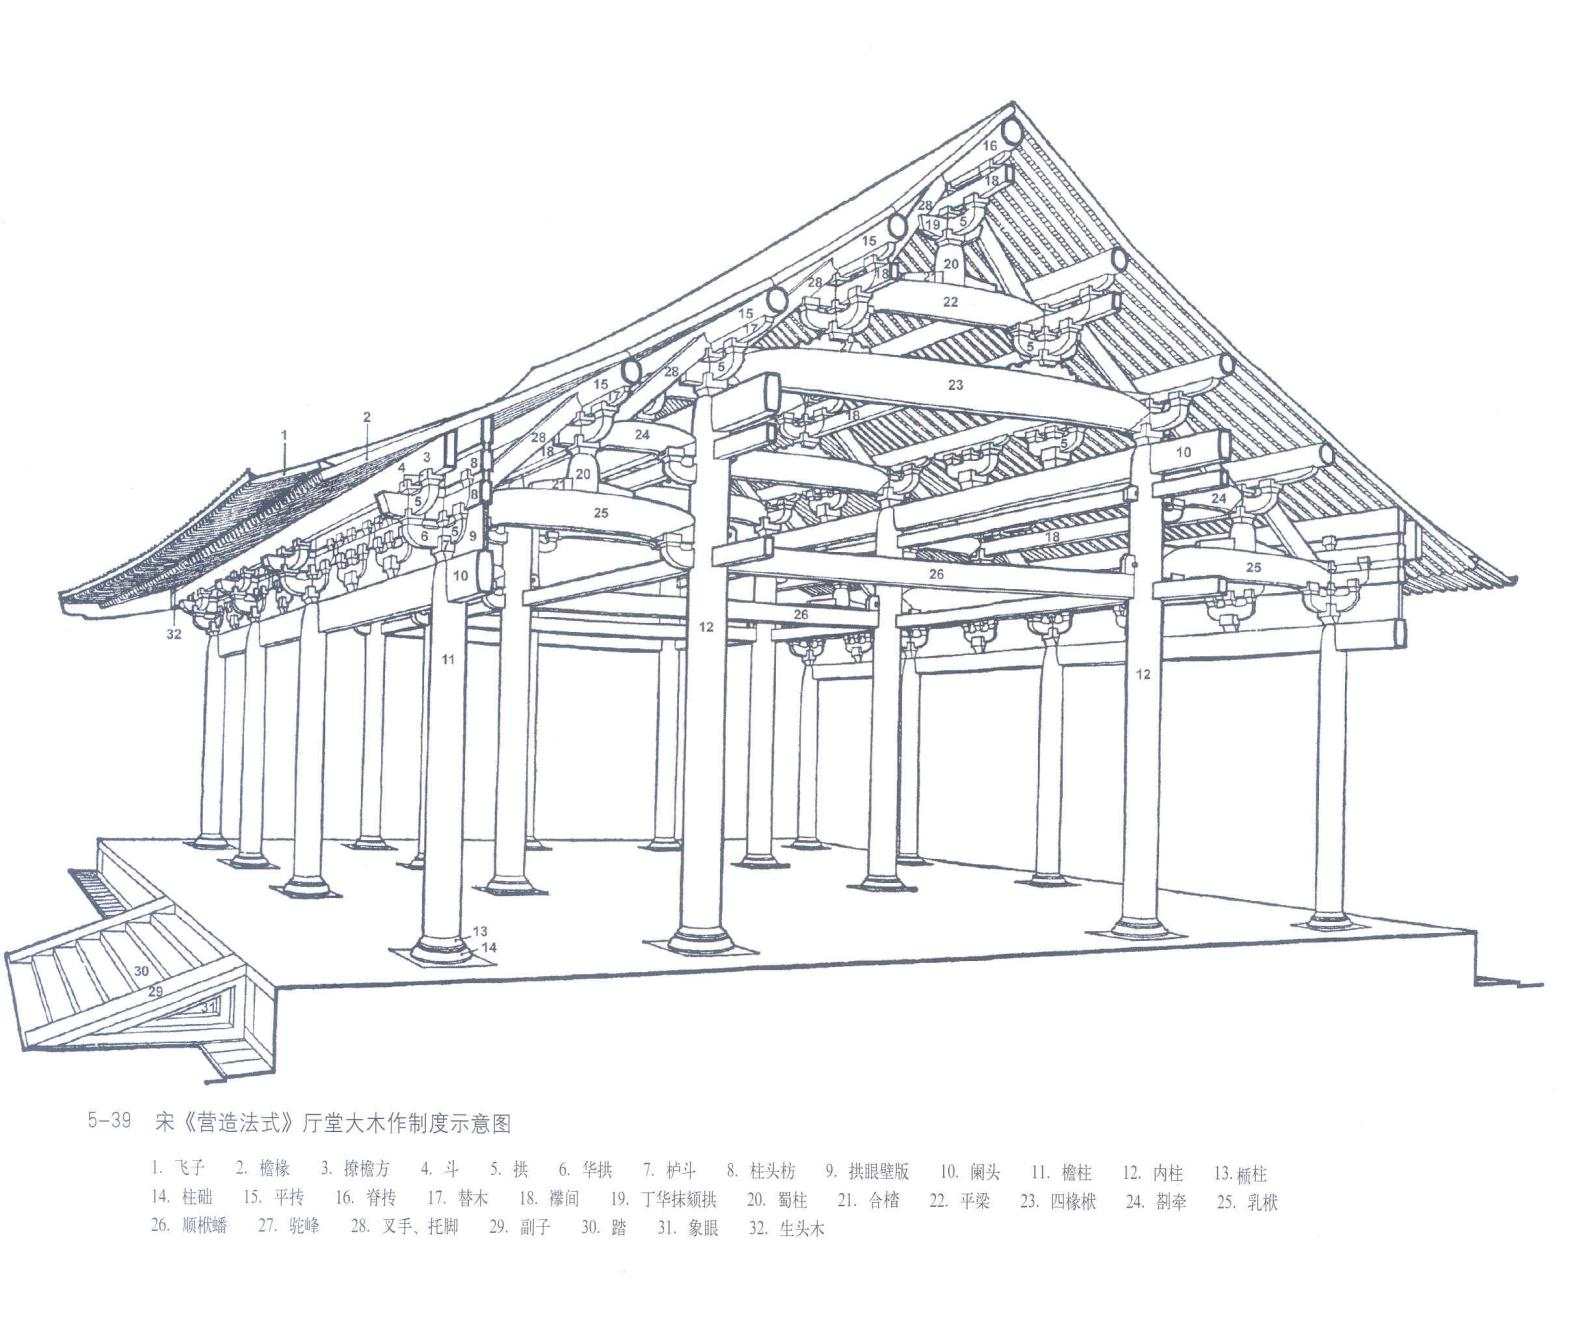 5-39 宋《营造法式》厅堂大木作制度示意图
1. 飞子 2. 檐椽 3. 撩檐方 4. 斗 5. 拱 6. 华拱 7. 栌斗 8. 柱头枋 9. 拱眼壁版 10. 阑头 11. 檐柱 12. 内柱 13. 櫍柱
14. 柱础 15. 平抟 16. 脊抟 17. 替木 18. 襻间 19. 丁华抹颏拱 20. 蜀柱 21. 合楷 22. 平梁 23. 四椽栿 24. 劄牵 25. 乳栿
26. 顺栿蟠 27. 驼峰 28. 叉手、托脚 29. 副子 30. 踏 31. 象眼 32. 生头木